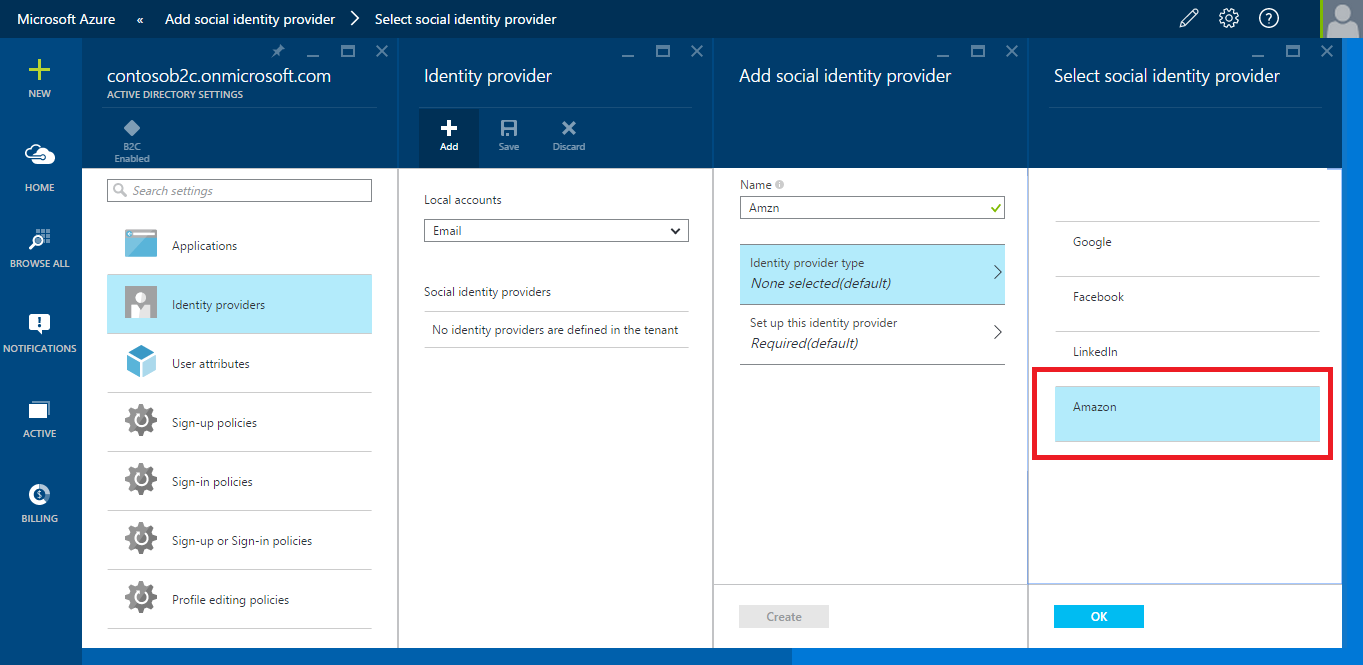 Microsoft Azure « Add social identity provider > Select social identity provider
NEW
HOME
BROWSE ALL
NOTIFICATIONS
ACTIVE
BILLING
contosob2c.onmicrosoft.com
ACTIVE DIRECTORY SETTINGS
B2C
Enabled
Search settings
Applications
Identity providers
User attributes
Sign-up policies
Sign-in policies
Sign-up or Sign-in policies
Profile editing policies
Identity provider
Add
Save
Discard
Local accounts
Email
Social identity providers
No identity providers are defined in the tenant
Add social identity provider
Name
Amzn
Identity provider type
None selected(default)
Set up this identity provider
Required(default)
Create
Select social identity provider
Google
Facebook
LinkedIn
Amazon
OK